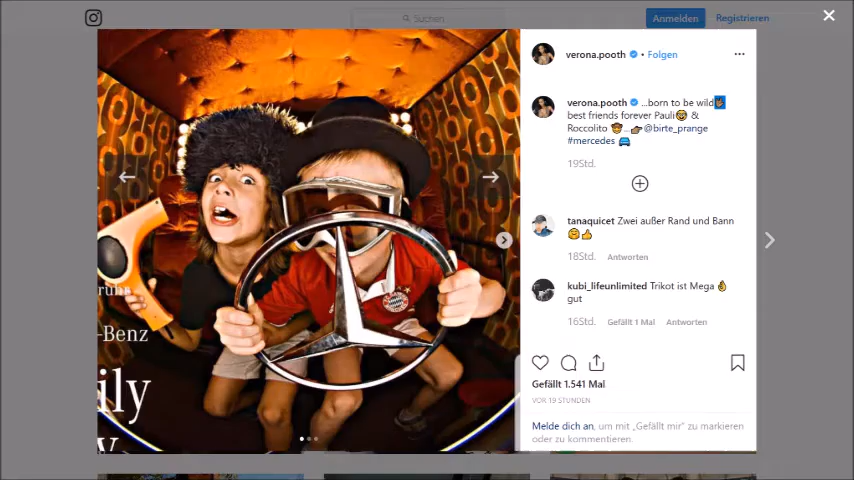 Suchen
Anmelden
Registrieren
verona.pooth • Folgen
verona.pooth ...born to be wild
best friends forever Pauli🤓 &
Roccolito 🤠...👉@birte_prange
#mercedes 🚘
19Std.
tanaquicet Zwei außer Rand und Bann
🤗👍
18Std. Antworten
kubi_lifeunlimited Trikot ist Mega 👌
gut
16Std. Gefällt 1 Mal Antworten
Gefällt 1.541 Mal
VOR 19 STUNDEN
Melde dich an, um mit „Gefällt mir" zu markieren
oder zu kommentieren.
-Benz
ily